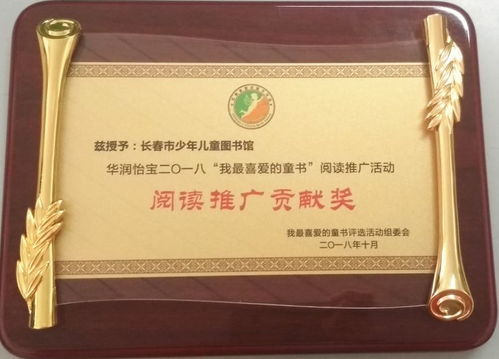 兹授予：长春市少年儿童图书馆
华润怡宝二〇一八“我最喜爱的童书”阅读推广活动
阅读推广贡献奖
我最喜爱的童书评选活动组委会
二〇一八年十月